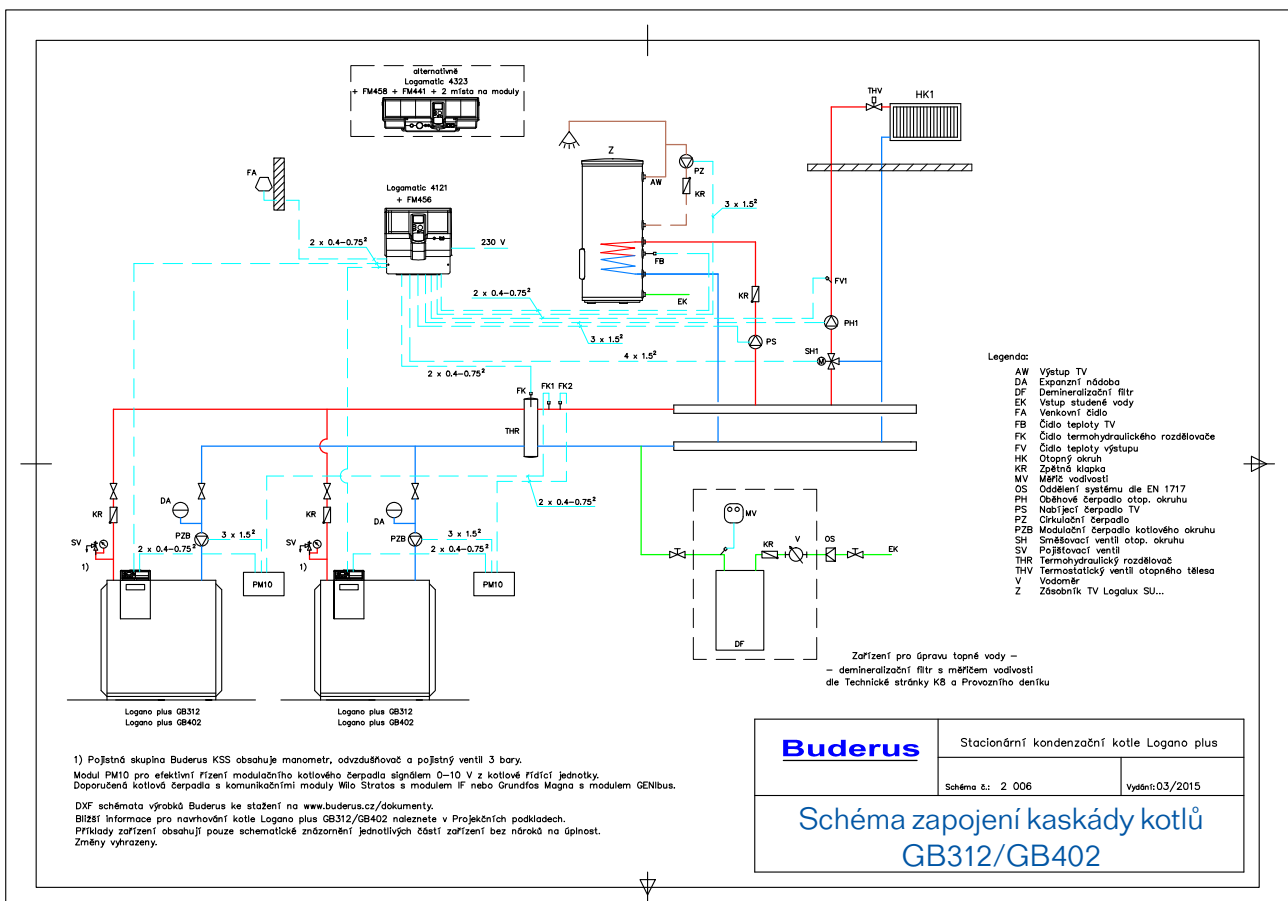 alternativně
Logamatic 4323
+ FM458 + FM441 + 2 místa na moduly
THV
HK1
FA
Z
PZ
AW
KR
Logamatic 4121
+ FM456
3 x 1.5²
2 x 0.4-0.75²
230 V
FB
FV1
2 x 0.4-0.75²
KR
EK
PH1
3 x 1.5²
PS
SH1
M
4 x 1.5²
2 x 0.4-0.75²
FK
FK1
FK2
THR
Legenda:
AW Výstup TV
DA Expanzní nádoba
DF Demineralizační filtr
EK Vstup studené vody
FA Venkovní čidlo
FB Čidlo teploty TV
FK Čidlo termohydraulického rozdělovače
FV Čidlo teploty výstupu
HK Otopný okruh
KR Zpětná klapka
MV Měřič vodivosti
OS Oddělení systému dle EN 1717
PH Oběhové čerpadlo otop. okruhu
PS Nabíjecí čerpadlo TV
PZ Cirkulační čerpadlo
PZB Modulační čerpadlo kotlového okruhu
SH Směšovací ventil otop. okruhu
SV Pojišťovací ventil
THR Termohydraulický rozdělovač
THV Termostatický ventil otopného tělesa
V Vodoměr
Z Zásobník TV Logalux SU...
2 x 0.4-0.75²
DA
KR
PZB
3 x 1.5²
SV
1)
2 x 0.4-0.75²
PM10
DA
KR
PZB
3 x 1.5²
SV
1)
2 x 0.4-0.75²
PM10
MV
KR
V
OS
EK
DF
Zařízení pro úpravu topné vody –
– demineralizační filtr s měřičem vodivosti
dle Technické stránky K8 a Provozního deníku
Logano plus GB312
Logano plus GB402
Logano plus GB312
Logano plus GB402
1) Pojistná skupina Buderus KSS obsahuje manometr, odvzdušňovač a pojistný ventil 3 bary.
Modul PM10 pro efektivní řízení modulačního kotlového čerpadla signálem 0–10 V z kotlové řídící jednotky.
Doporučená kotlová čerpadla s komunikačními moduly Wilo Stratos s modulem IF nebo Grundfos Magna s modulem GENIbus.
DXF schémata výrobků Buderus ke stažení na www.buderus.cz/dokumenty.
Bližší informace pro navrhování kotle Logano plus GB312/GB402 naleznete v Projekčních podkladech.
Příklady zařízení obsahují pouze schematické znázornění jednotlivých částí zařízení bez nároků na úplnost.
Změny vyhrazeny.
Buderus
Stacionární kondenzační kotle Logano plus
Schéma č.: 2 006
Vydání: 03/2015
Schéma zapojení kaskády kotlů
GB312/GB402